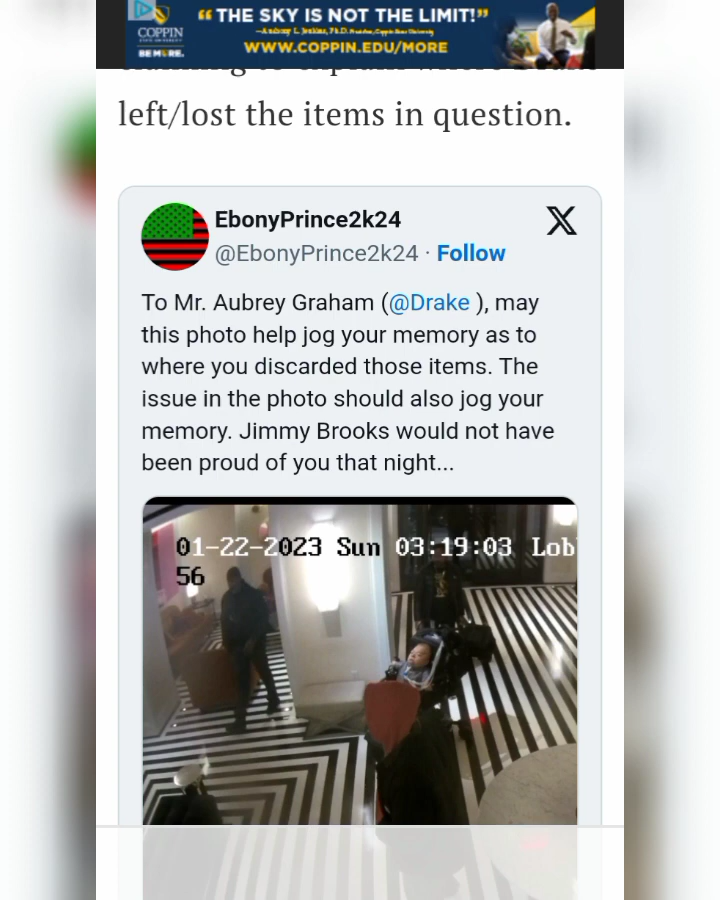 COPPIN
STATE UNIVERSITY
BE MORE.
“THE SKY IS NOT THE LIMIT!”
WWW.COPPIN.EDU/MORE
left/lost the items in question.
EbonyPrince2k24
@EbonyPrince2k24 · Follow
To Mr. Aubrey Graham (@Drake ), may
this photo help jog your memory as to
where you discarded those items. The
issue in the photo should also jog your
memory. Jimmy Brooks would not have
been proud of you that night...
01-22-2023 Sun 03:19:03 Lob
56